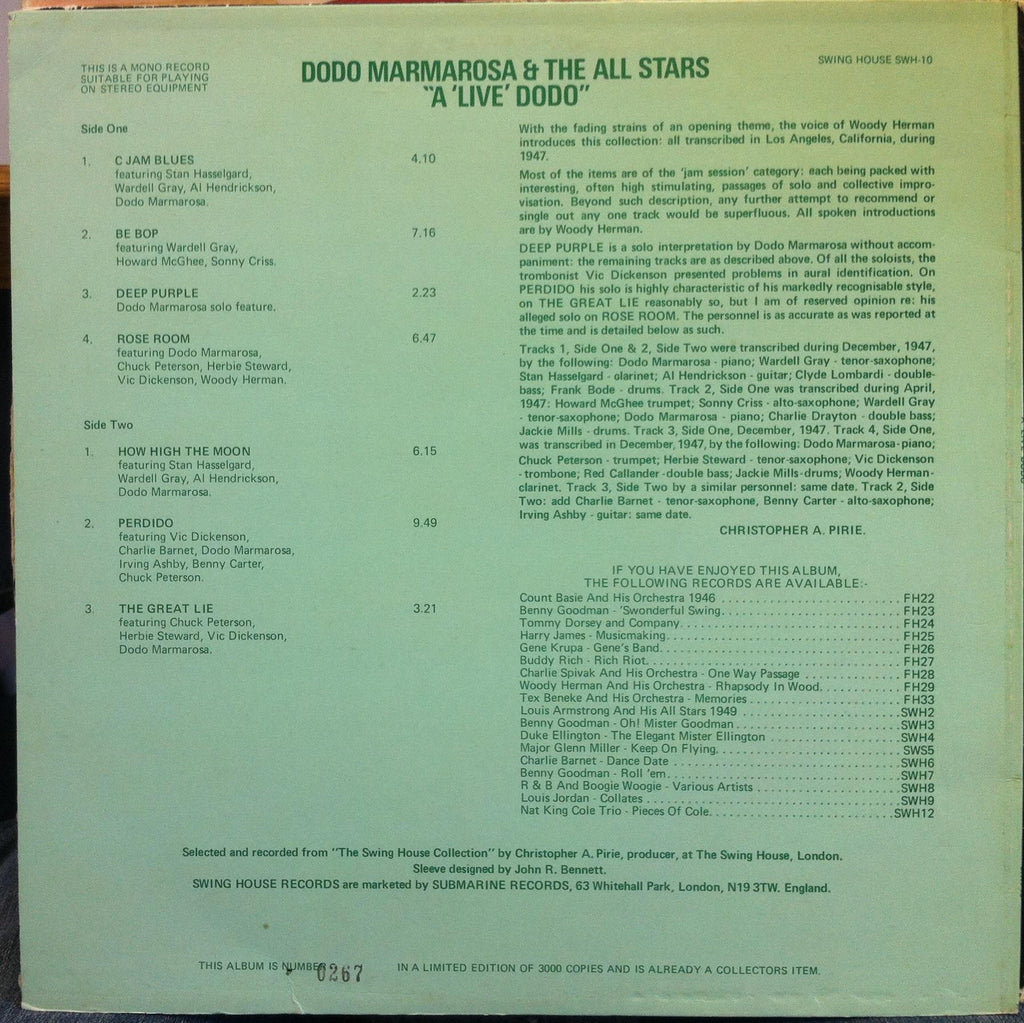 THIS IS A MONO RECORD
SUITABLE FOR PLAYING
ON STEREO EQUIPMENT
DODO MARMAROSA & THE ALL STARS
"A 'LIVE' DODO"
SWING HOUSE SWH-10
Side One
1. C JAM BLUES 4.10
featuring Stan Hasselgard,
Wardell Gray, Al Hendrickson,
Dodo Marmarosa.
2. BE BOP 7.16
featuring Wardell Gray,
Howard McGhee, Sonny Criss.
3. DEEP PURPLE 2.23
Dodo Marmarosa solo feature.
4. ROSE ROOM 6.47
featuring Dodo Marmarosa,
Chuck Peterson, Herbie Steward,
Vic Dickenson, Woody Herman.
Side Two
1. HOW HIGH THE MOON 6.15
featuring Stan Hasselgard,
Wardell Gray, Al Hendrickson,
Dodo Marmarosa.
2. PERDIDO 9.49
featuring Vic Dickenson,
Charlie Barnet, Dodo Marmarosa,
Irving Ashby, Benny Carter,
Chuck Peterson.
3. THE GREAT LIE 3.21
featuring Chuck Peterson,
Herbie Steward, Vic Dickenson,
Dodo Marmarosa.
With the fading strains of an opening theme, the voice of Woody Herman
introduces this collection: all transcribed in Los Angeles, California, during
1947.
Most of the items are of the 'jam session' category: each being packed with
interesting, often high stimulating, passages of solo and collective impro-
visation. Beyond such description, any further attempt to recommend or
single out any one track would be superfluous. All spoken introductions
are by Woody Herman.
DEEP PURPLE is a solo interpretation by Dodo Marmarosa without accom-
paniment: the remaining tracks are as described above. Of all the soloists, the
trombonist Vic Dickenson presented problems in aural identification. On
PERDIDO his solo is highly characteristic of his markedly recognisable style,
on THE GREAT LIE reasonably so, but I am of reserved opinion re: his
alleged solo on ROSE ROOM. The personnel is as accurate as was reported at
the time and is detailed below as such.
Tracks 1, Side One & 2, Side Two were transcribed during December, 1947,
by the following: Dodo Marmarosa - piano; Wardell Gray - tenor-saxophone;
Stan Hasselgard - clarinet; Al Hendrickson - guitar; Clyde Lombardi - double-
bass; Frank Bode - drums. Track 2, Side One was transcribed during April,
1947: Howard McGhee trumpet; Sonny Criss - alto-saxophone; Wardell Gray
- tenor-saxophone; Dodo Marmarosa - piano; Charlie Drayton - double bass;
Jackie Mills - drums. Track 3, Side One, December, 1947. Track 4, Side One,
was transcribed in December, 1947, by the following: Dodo Marmarosa - piano;
Chuck Peterson - trumpet; Herbie Steward - tenor-saxophone; Vic Dickenson
- trombone; Red Callander - double bass; Jackie Mills - drums; Woody Herman-
clarinet. Track 3, Side Two by a similar personnel: same date. Track 2, Side
Two: add Charlie Barnet - tenor-saxophone, Benny Carter - alto-saxophone;
Irving Ashby - guitar: same date.
CHRISTOPHER A. PIRIE.
IF YOU HAVE ENJOYED THIS ALBUM,
THE FOLLOWING RECORDS ARE AVAILABLE:-
Count Basie And His Orchestra 1946 . . . . . FH22
Benny Goodman - 'Swonderful Swing. . . . . FH23
Tommy Dorsey and Company. . . . . FH24
Harry James - Musicmaking. . . . . FH25
Gene Krupa - Gene's Band. . . . . FH26
Buddy Rich - Rich Riot. . . . . FH27
Charlie Spivak And His Orchestra - One Way Passage . . . . . FH28
Woody Herman And His Orchestra - Rhapsody In Wood. . . . . FH29
Tex Beneke And His Orchestra - Memories . . . . . FH33
Louis Armstrong And His All Stars 1949 . . . . . SWH2
Benny Goodman - Oh! Mister Goodman . . . . . SWH3
Duke Ellington - The Elegant Mister Ellington . . . . . SWH4
Major Glenn Miller - Keep On Flying. . . . . SWS5
Charlie Barnet - Dance Date . . . . . SWH6
Benny Goodman - Roll 'em. . . . . SWH7
R & B And Boogie Woogie - Various Artists . . . . . SWH8
Louis Jordan - Collates . . . . . SWH9
Nat King Cole Trio - Pieces Of Cole. . . . . SWH12
Selected and recorded from "The Swing House Collection" by Christopher A. Pirie, producer, at The Swing House, London.
Sleeve designed by John R. Bennett.
SWING HOUSE RECORDS are marketed by SUBMARINE RECORDS, 63 Whitehall Park, London, N19 3TW. England.
THIS ALBUM IS NUMBER 0267 IN A LIMITED EDITION OF 3000 COPIES AND IS ALREADY A COLLECTORS ITEM.